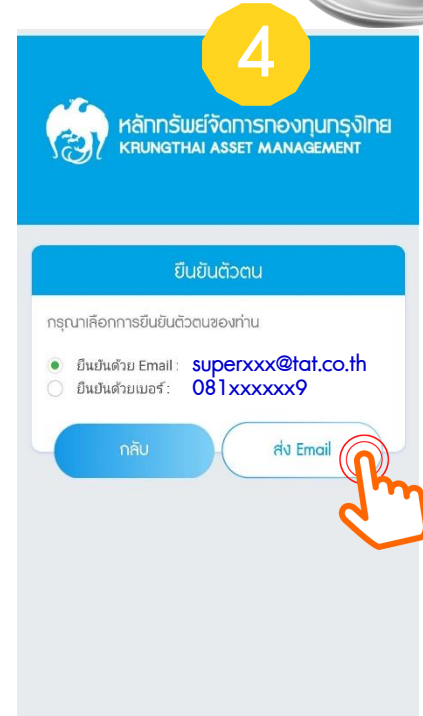 4
หลักทรัพย์จัดการกองทุนกรุงไทย
KRUNGTHAI ASSET MANAGEMENT
ยืนยันตัวตน
กรุณาเลือกการยืนยันตัวตนของท่าน
ยืนยันด้วย Email : superxxx@tat.co.th
ยืนยันด้วยเบอร์ : 081xxxxxx9
กลับ
ส่ง Email